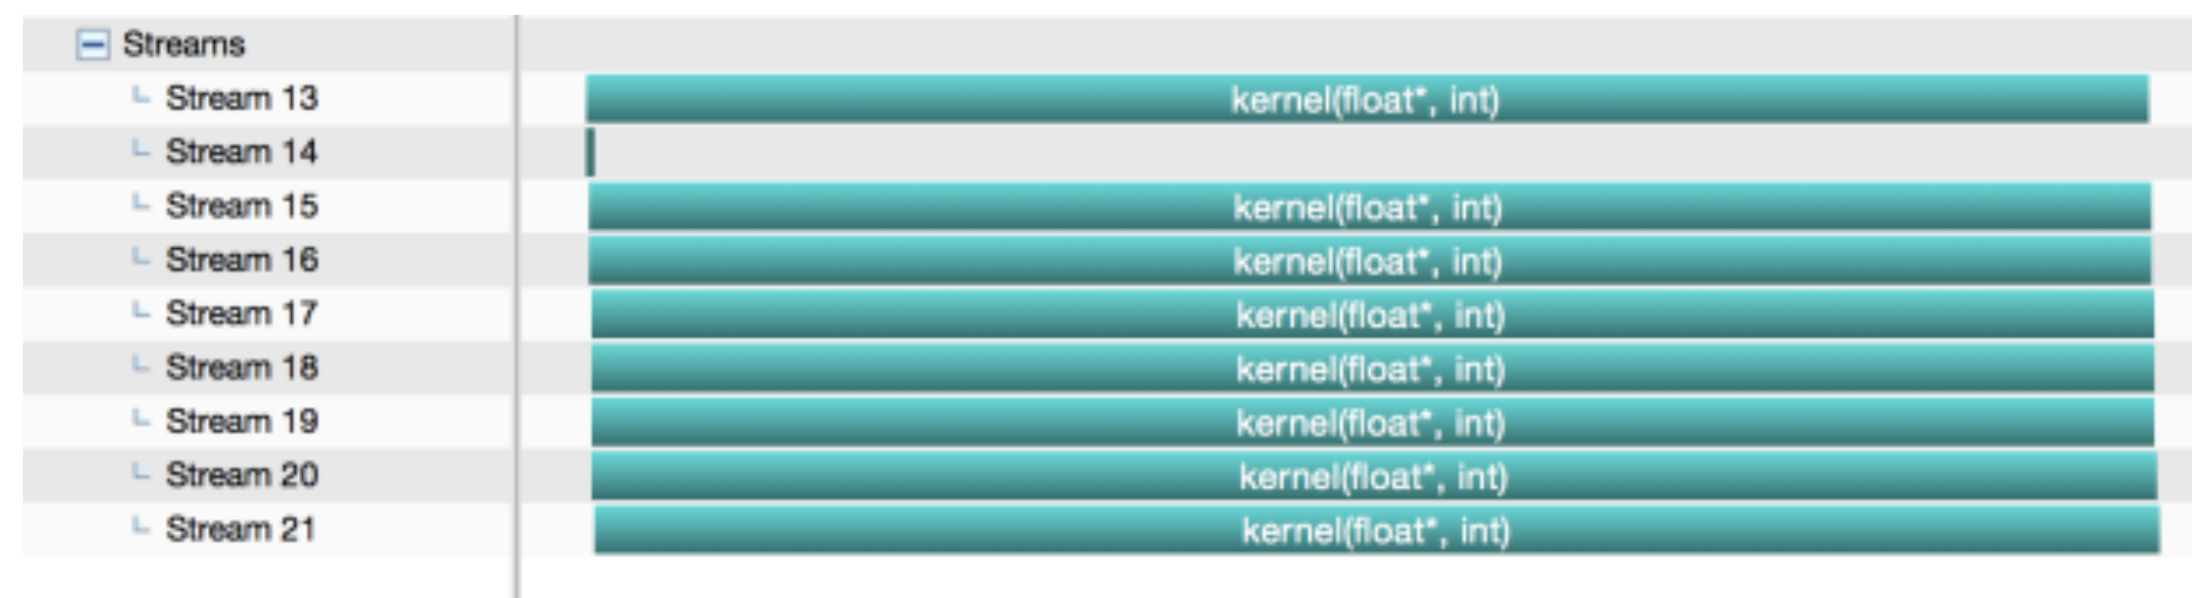 Streams
Stream 13 kernel(float*, int)
Stream 14
Stream 15 kernel(float*, int)
Stream 16 kernel(float*, int)
Stream 17 kernel(float*, int)
Stream 18 kernel(float*, int)
Stream 19 kernel(float*, int)
Stream 20 kernel(float*, int)
Stream 21 kernel(float*, int)